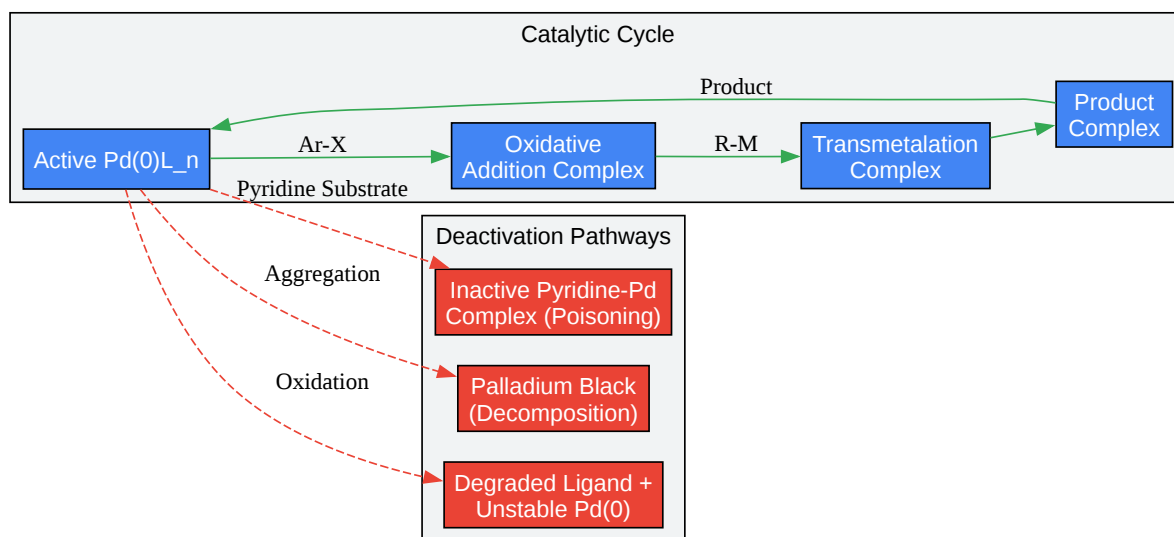 Catalytic Cycle
Product
Product
Complex
Active Pd(0)L_n
Ar-X
Oxidative
Addition Complex
R-M
Transmetalation
Complex
Pyridine Substrate
Deactivation Pathways
Aggregation
Inactive Pyridine-Pd
Complex (Poisoning)
Oxidation
Palladium Black
(Decomposition)
Degraded Ligand +
Unstable Pd(0)